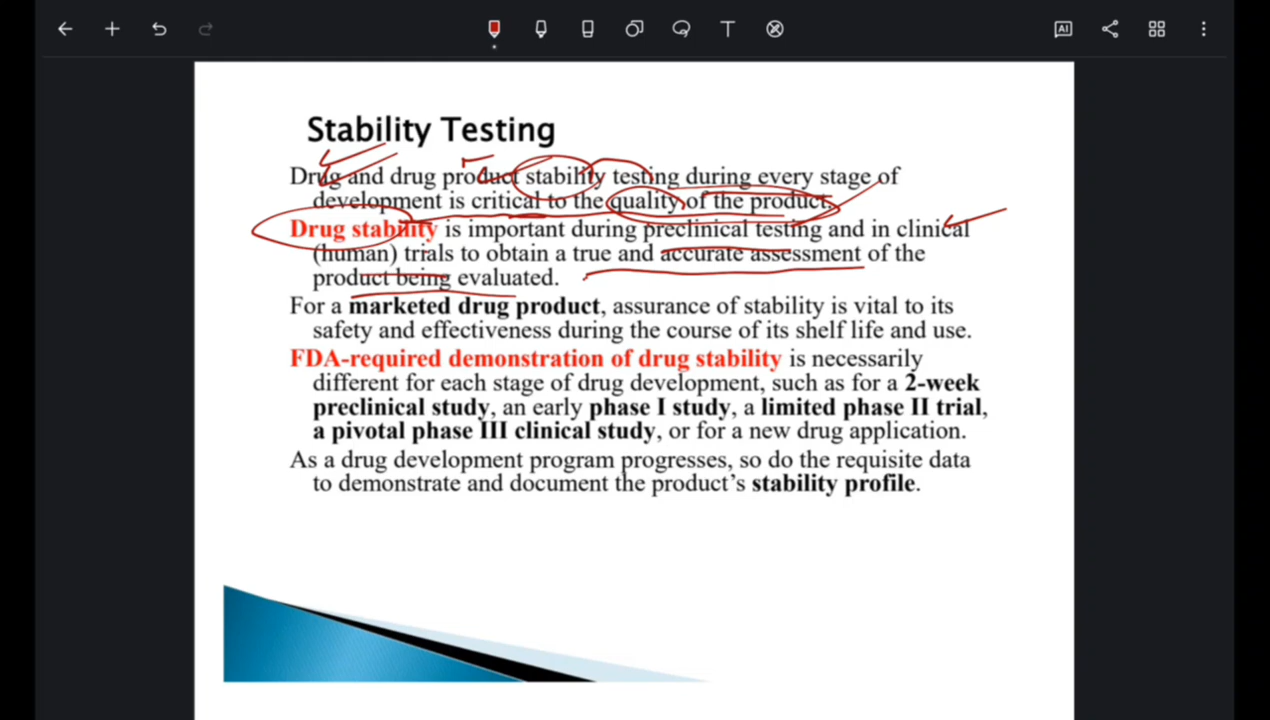 AI
T
Stability Testing
Drug and drug product stability testing during every stage of
development is critical to the quality of the product.
Drug stability is important during preclinical testing and in clinical
(human) trials to obtain a true and accurate assessment of the
product being evaluated.
For a marketed drug product, assurance of stability is vital to its
safety and effectiveness during the course of its shelf life and use.
FDA-required demonstration of drug stability is necessarily
different for each stage of drug development, such as for a 2-week
preclinical study, an early phase I study, a limited phase II trial,
a pivotal phase III clinical study, or for a new drug application.
As a drug development program progresses, so do the requisite data
to demonstrate and document the product’s stability profile.